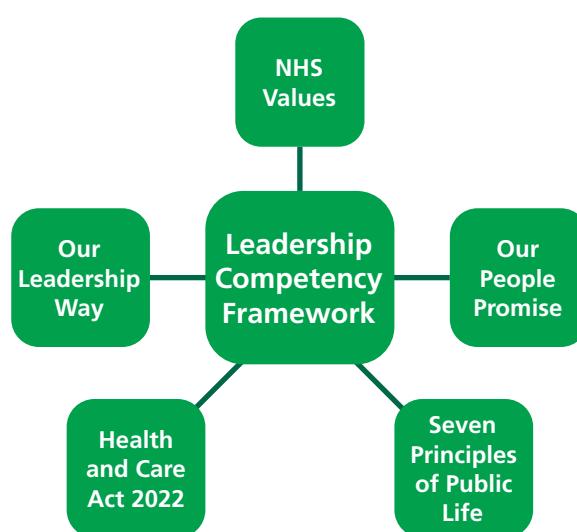 NHS
Values
Our
Leadership
Way
Leadership
Competency
Framework
Our
People
Promise
Health
and Care
Act 2022
Seven
Principles
of Public
Life